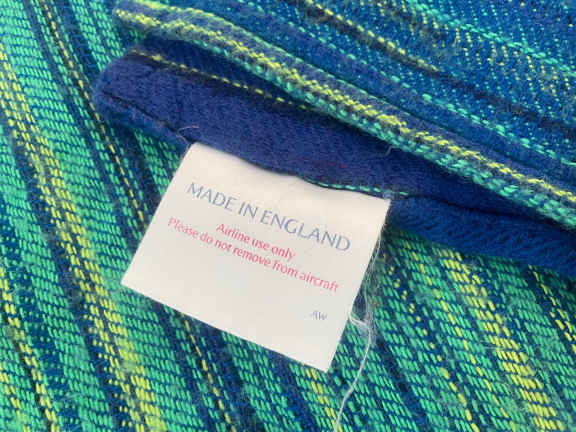 MADE IN ENGLAND
Airline use only
Please do not remove from aircraft
AW